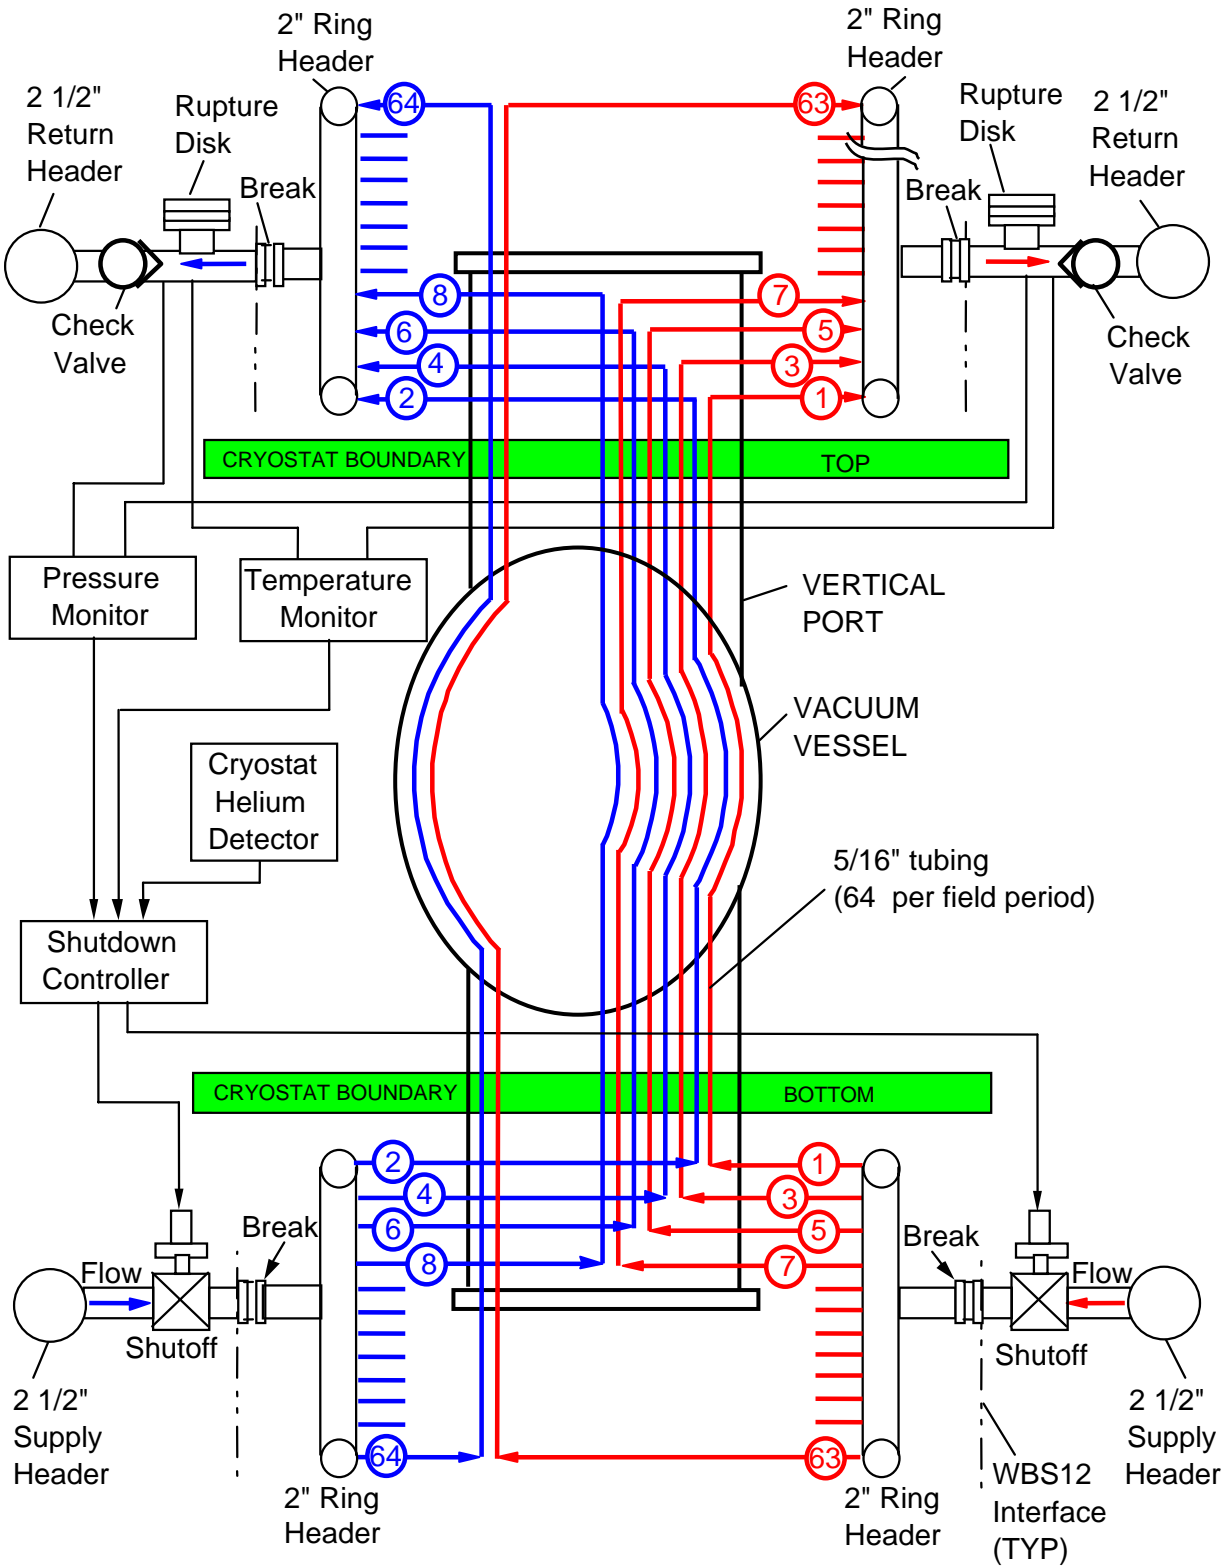 2" Ring
Header
2" Ring
Header
2 1/2"
Return
Header
Rupture
Disk
Break
64
63
Rupture
Disk
2 1/2"
Return
Header
Break
Check
Valve
8
6
4
2
7
5
3
1
Check
Valve
CRYOSTAT BOUNDARY
TOP
Pressure
Monitor
Temperature
Monitor
VERTICAL
PORT
VACUUM
VESSEL
Cryostat
Helium
Detector
5/16" tubing
(64 per field period)
Shutdown
Controller
CRYOSTAT BOUNDARY
BOTTOM
2
4
6
8
1
3
5
7
Break
Flow
Shutoff
Break
Flow
Shutoff
2 1/2"
Supply
Header
64
63
2" Ring
Header
2" Ring
Header
WBS12
Interface
(TYP)
2 1/2"
Supply
Header